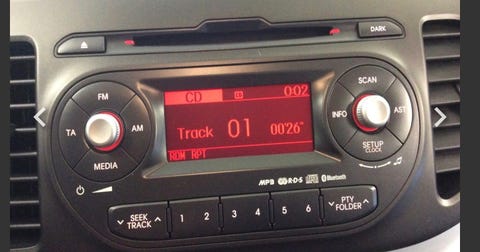 DARK
CD 0:02
Track 01 00'26"
RDM RPT
FM
TA AM
MEDIA
SCAN
INFO AST
SETUP
CLOCK
MP3 R·D·S Bluetooth
SEEK
TRACK
1 2 3 4 5 6
PTY
FOLDER